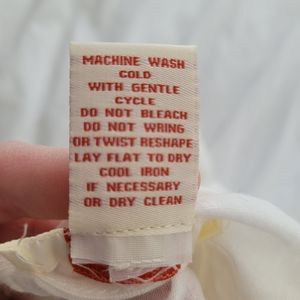 MACHINE WASH
COLD
WITH GENTLE
CYCLE
DO NOT BLEACH
DO NOT WRING
OR TWIST RESHAPE
LAY FLAT TO DRY
COOL IRON
IF NECESSARY
OR DRY CLEAN